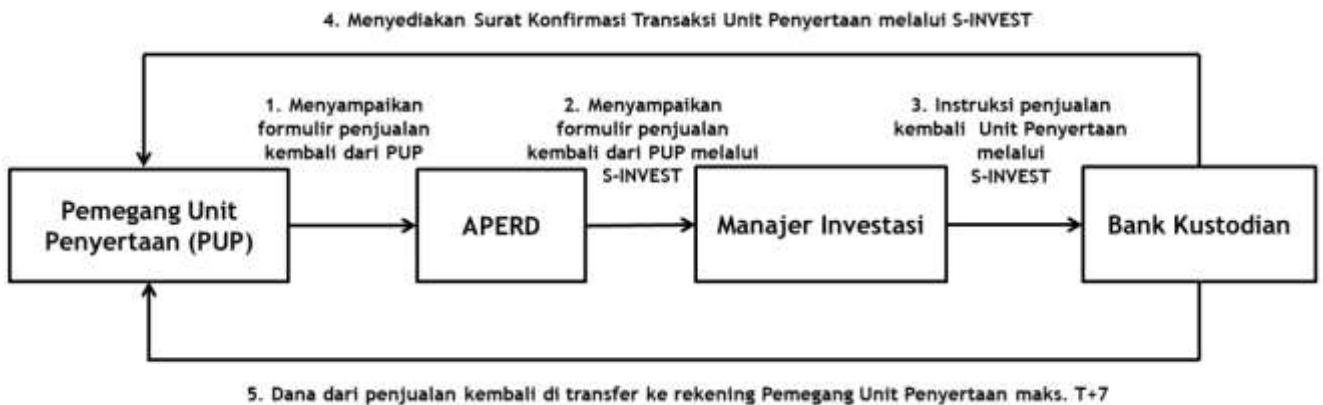 4. Menyediakan Surat Konfirmasi Transaksi Unit Penyertaan melalui S-INVEST
1. Menyampaikan
formulir penjualan
kembali dari PUP
2. Menyampaikan
formulir penjualan
kembali dari PUP melalui
S-INVEST
3. Instruksi penjualan
kembali Unit Penyertaan
melalui
S-INVEST
Pemegang Unit
Penyertaan (PUP)
APERD
Manajer Investasi
Bank Kustodian
5. Dana dari penjualan kembali di transfer ke rekening Pemegang Unit Penyertaan maks. T+7